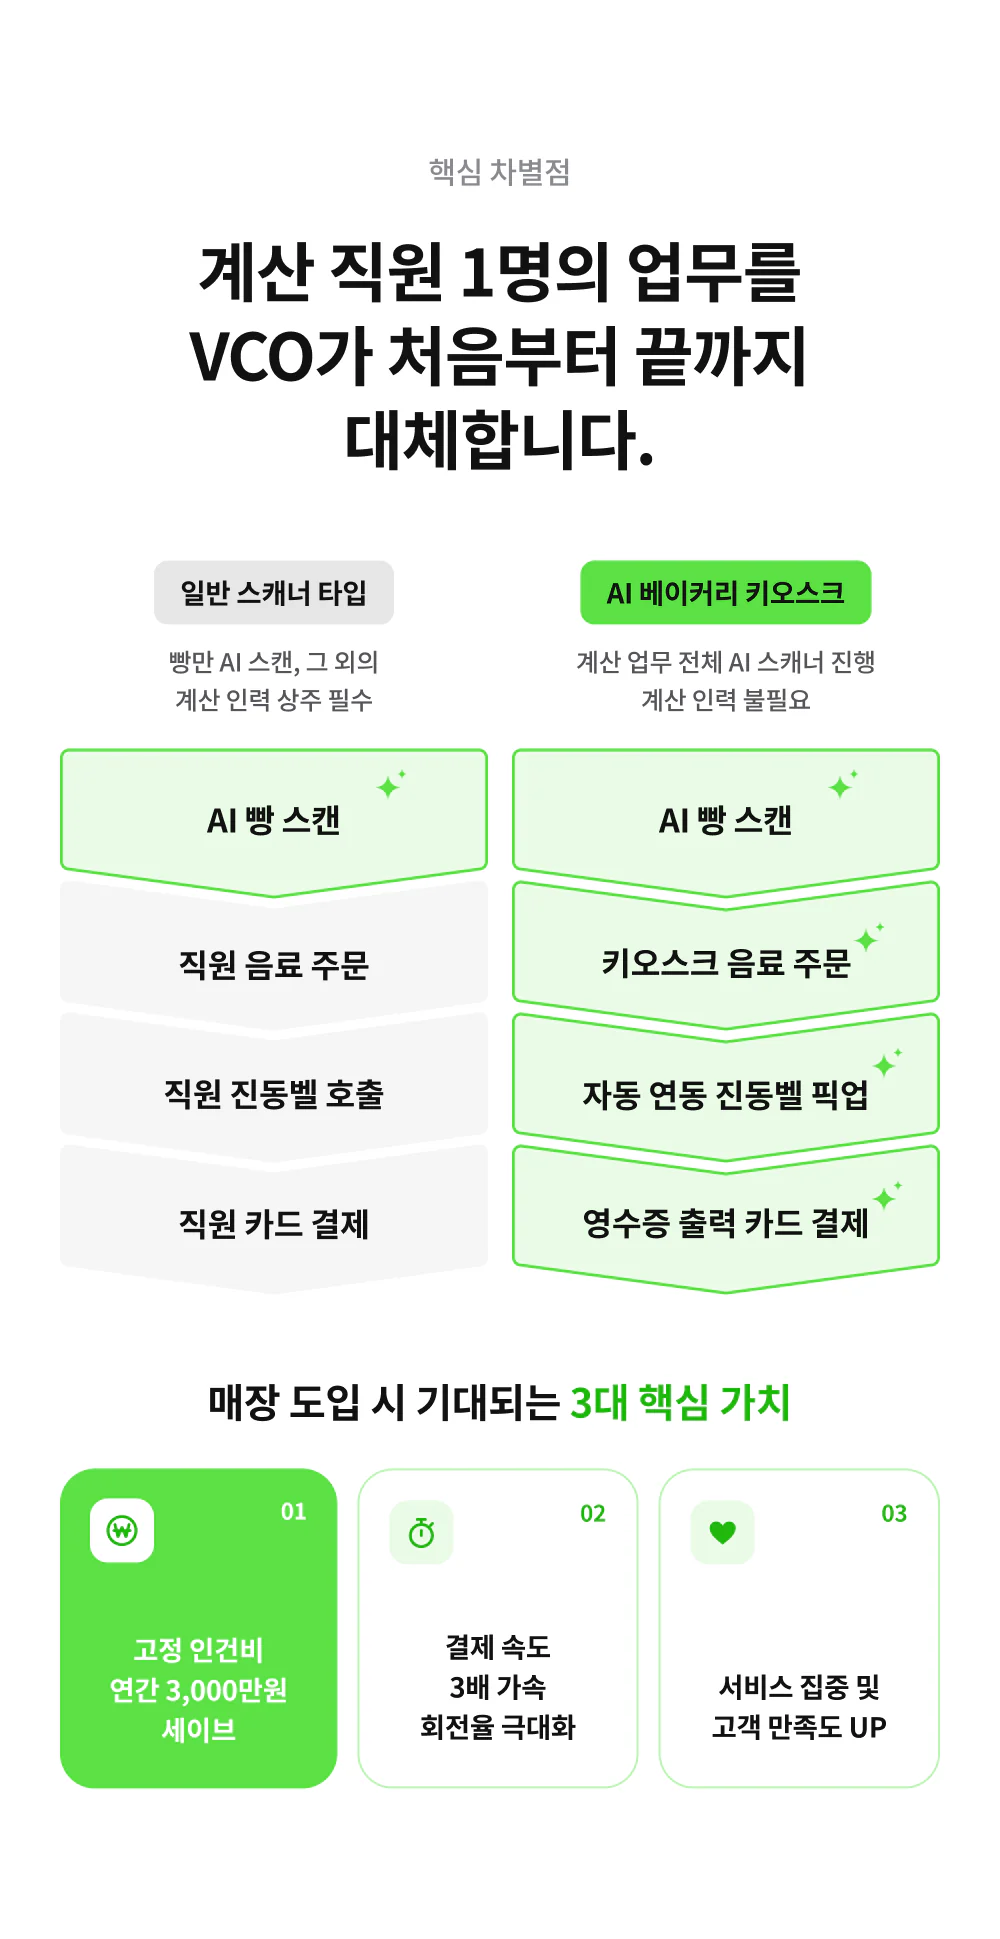 핵심 차별점
계산 직원 1명의 업무를
VCO가 처음부터 끝까지
대체합니다.
일반 스캐너 타입
빵만 AI 스캔, 그 외의
계산 인력 상주 필수
AI 빵 스캔
직원 음료 주문
직원 진동벨 호출
직원 카드 결제
AI 베이커리 키오스크
계산 업무 전체 AI 스캐너 진행
계산 인력 불필요
AI 빵 스캔
키오스크 음료 주문
자동 연동 진동벨 픽업
영수증 출력 카드 결제
매장 도입 시 기대되는 3대 핵심 가치
01
고정 인건비
연간 3,000만원
세이브
02
결제 속도
3배 가속
회전율 극대화
03
서비스 집중 및
고객 만족도 UP